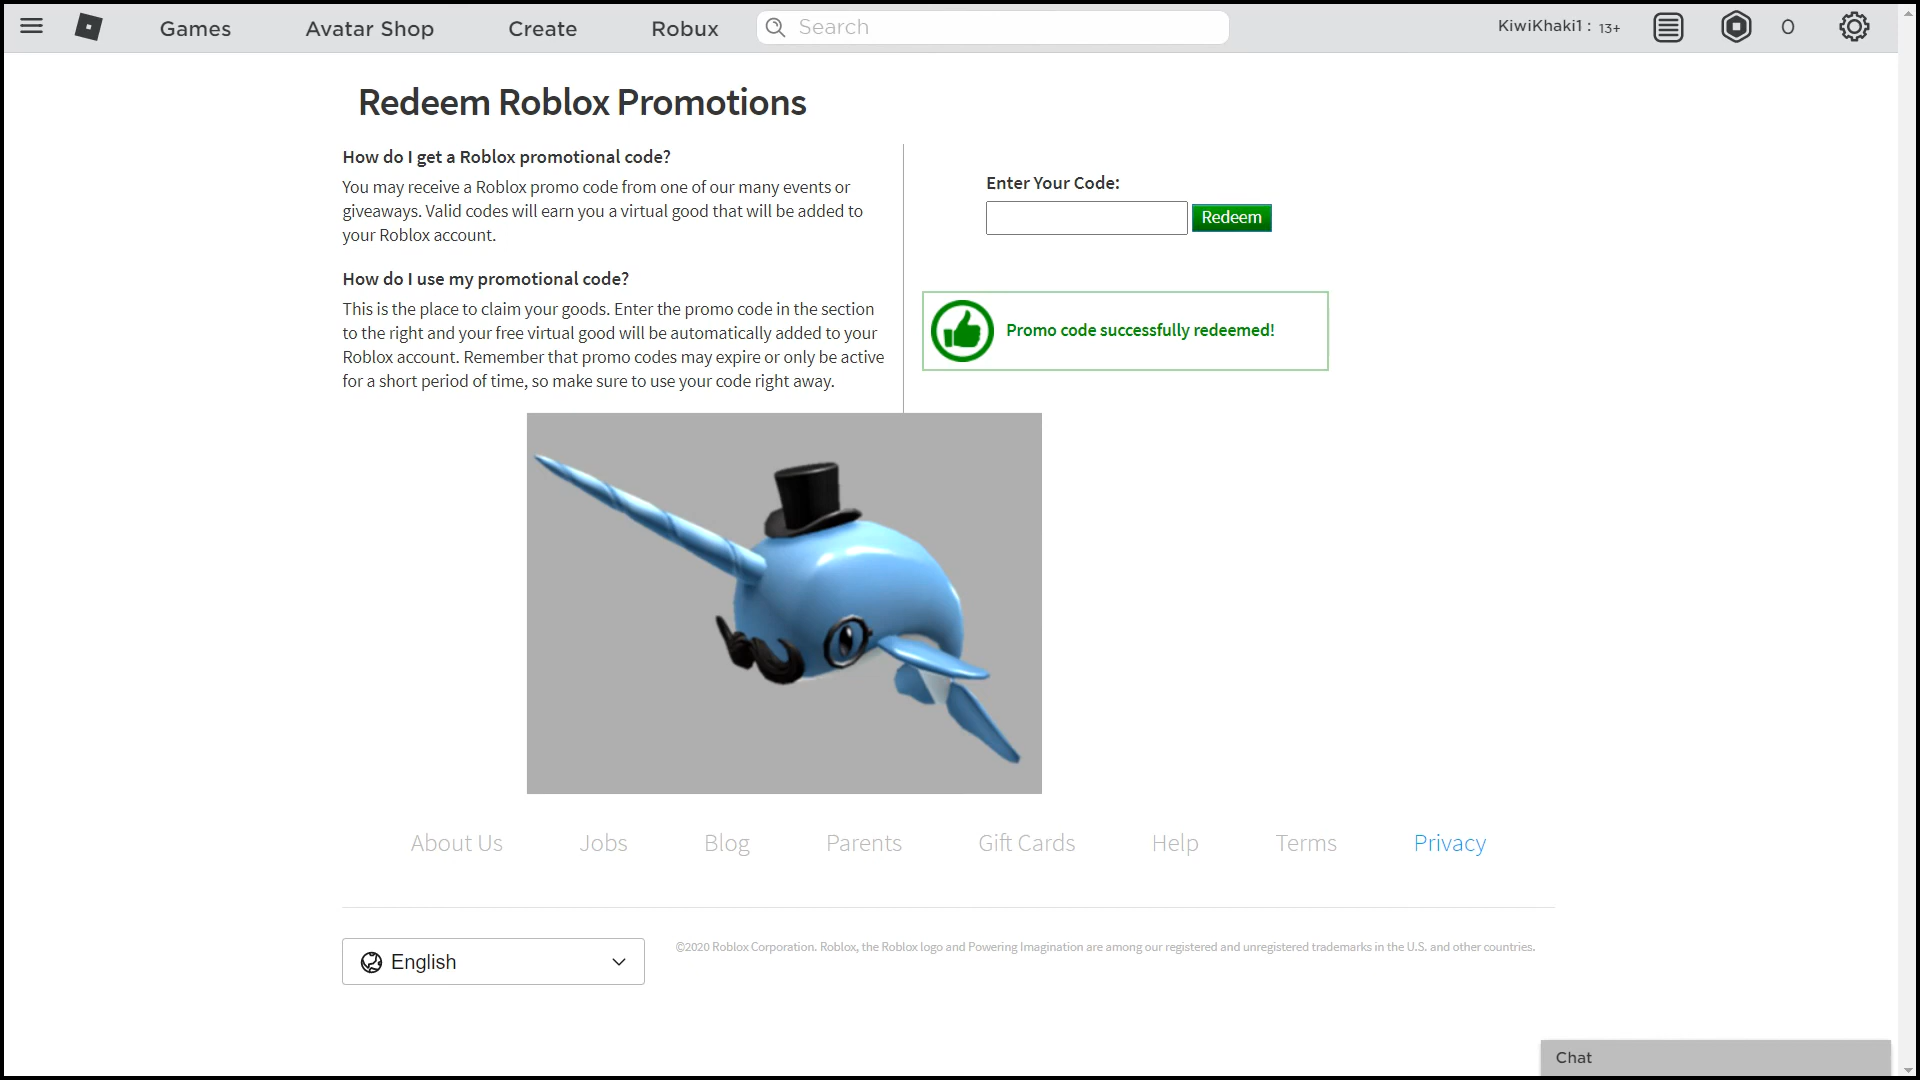 Games
Avatar Shop
Create
Robux
Search
KiwiKhaki1 : 13+
0
Redeem Roblox Promotions
How do I get a Roblox promotional code?
You may receive a Roblox promo code from one of our many events or
giveaways. Valid codes will earn you a virtual good that will be added to
your Roblox account.
How do I use my promotional code?
This is the place to claim your goods. Enter the promo code in the section
to the right and your free virtual good will be automatically added to your
Roblox account. Remember that promo codes may expire or only be active
for a short period of time, so make sure to use your code right away.
Enter Your Code:
Redeem
Promo code successfully redeemed!
About Us
Jobs
Blog
Parents
Gift Cards
Help
Terms
Privacy
English
©2020 Roblox Corporation. Roblox, the Roblox logo and Powering Imagination are among our registered and unregistered trademarks in the U.S. and other countries.
Chat